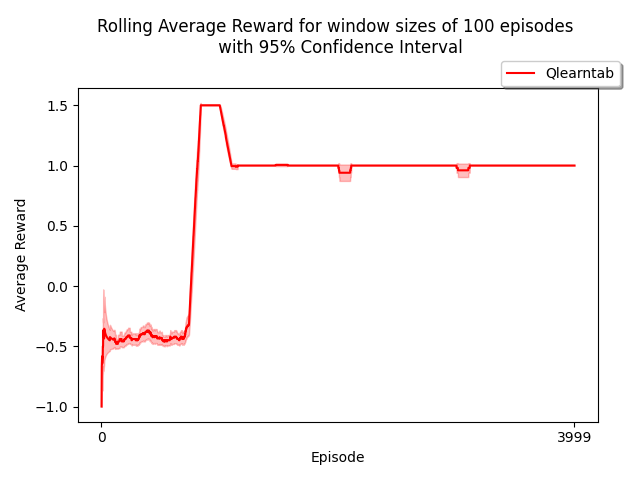 Rolling Average Reward for window sizes of 100 episodes
with 95% Confidence Interval
Qlearntab
1.5
1.0
0.5
0.0
−0.5
−1.0
Average Reward
0
3999
Episode